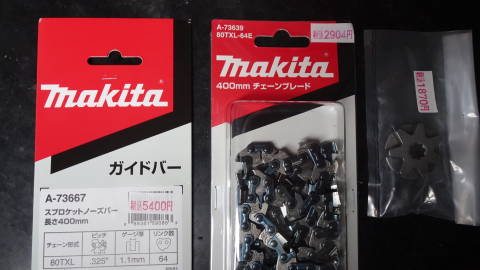 makita
ガイドバー
A-73667
スプロケットノーズバー
長さ400mm
税込5400円
チェーン形式 ピッチ ゲージ厚 リンク数
80TXL .325" 1.1mm 64
A-73639
80TXL-64E
税込2904円
makita
400mm チェーンブレード
税込1870円